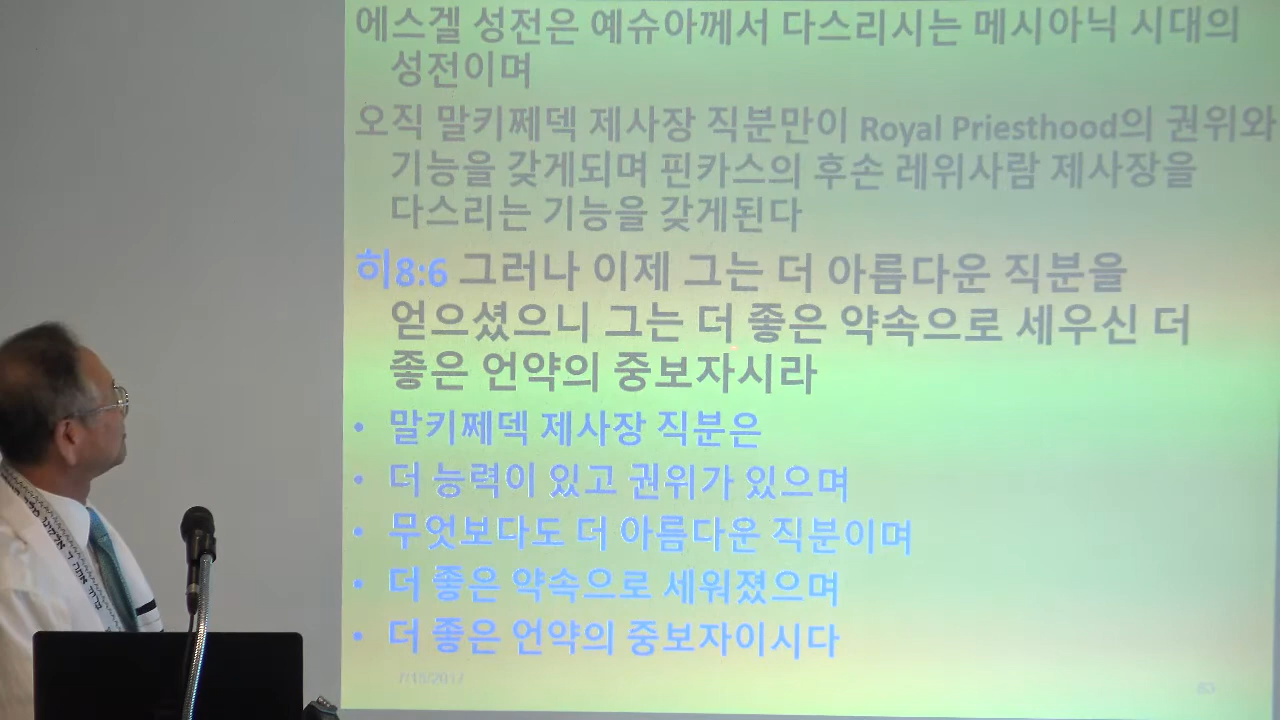 에스겔 성전은 예슈아께서 다스리시는 메시아닉 시대의
성전이며
오직 말키쩨덱 제사장 직분만이 Royal Priesthood의 권위와
기능을 갖게되며 핀카스의 후손 레위사람 제사장을
다스리는 기능을 갖게된다
히8:6 그러나 이제 그는 더 아름다운 직분을
얻으셨으니 그는 더 좋은 약속으로 세우신 더
좋은 언약의 중보자시라
• 말키쩨덱 제사장 직분은
• 더 능력이 있고 권위가 있으며
• 무엇보다도 더 아름다운 직분이며
• 더 좋은 약속으로 세워졌으며
• 더 좋은 언약의 중보자이시다
7/15/2017